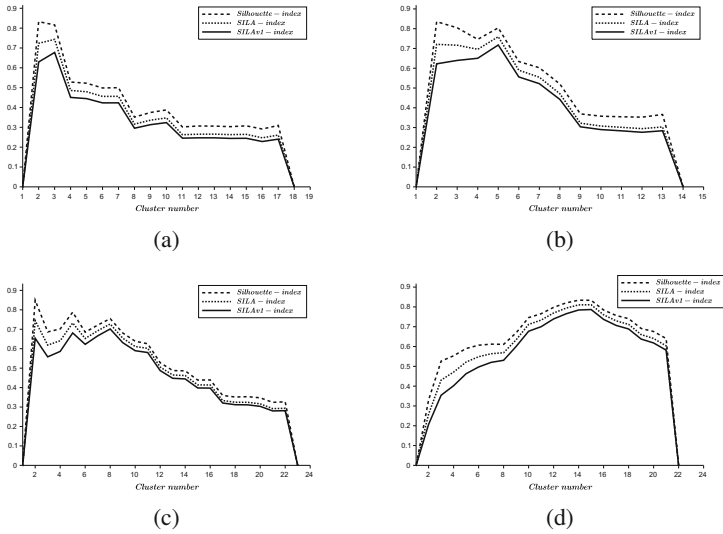 0.9
0.8
0.7
0.6
0.5
0.4
0.3
0.2
0.1
0
1 2 3 4 5 6 7 8 9 10 11 12 13 14 15 16 17 18 19
Cluster number
Silhouette – index
SILA – index
SILAv1 – index
(a)
0.9
0.8
0.7
0.6
0.5
0.4
0.3
0.2
0.1
0
1 2 3 4 5 6 7 8 9 10 11 12 13 14 15
Cluster number
Silhouette – index
SILA – index
SILAv1 – index
(b)
0.9
0.8
0.7
0.6
0.5
0.4
0.3
0.2
0.1
0
2 4 6 8 10 12 14 16 18 20 22 24
Cluster number
Silhouette – index
SILA – index
SILAv1 – index
(c)
0.9
0.8
0.7
0.6
0.5
0.4
0.3
0.2
0.1
0
2 4 6 8 10 12 14 16 18 20 22 24
Cluster number
Silhouette – index
SILA – index
SILAv1 – index
(d)